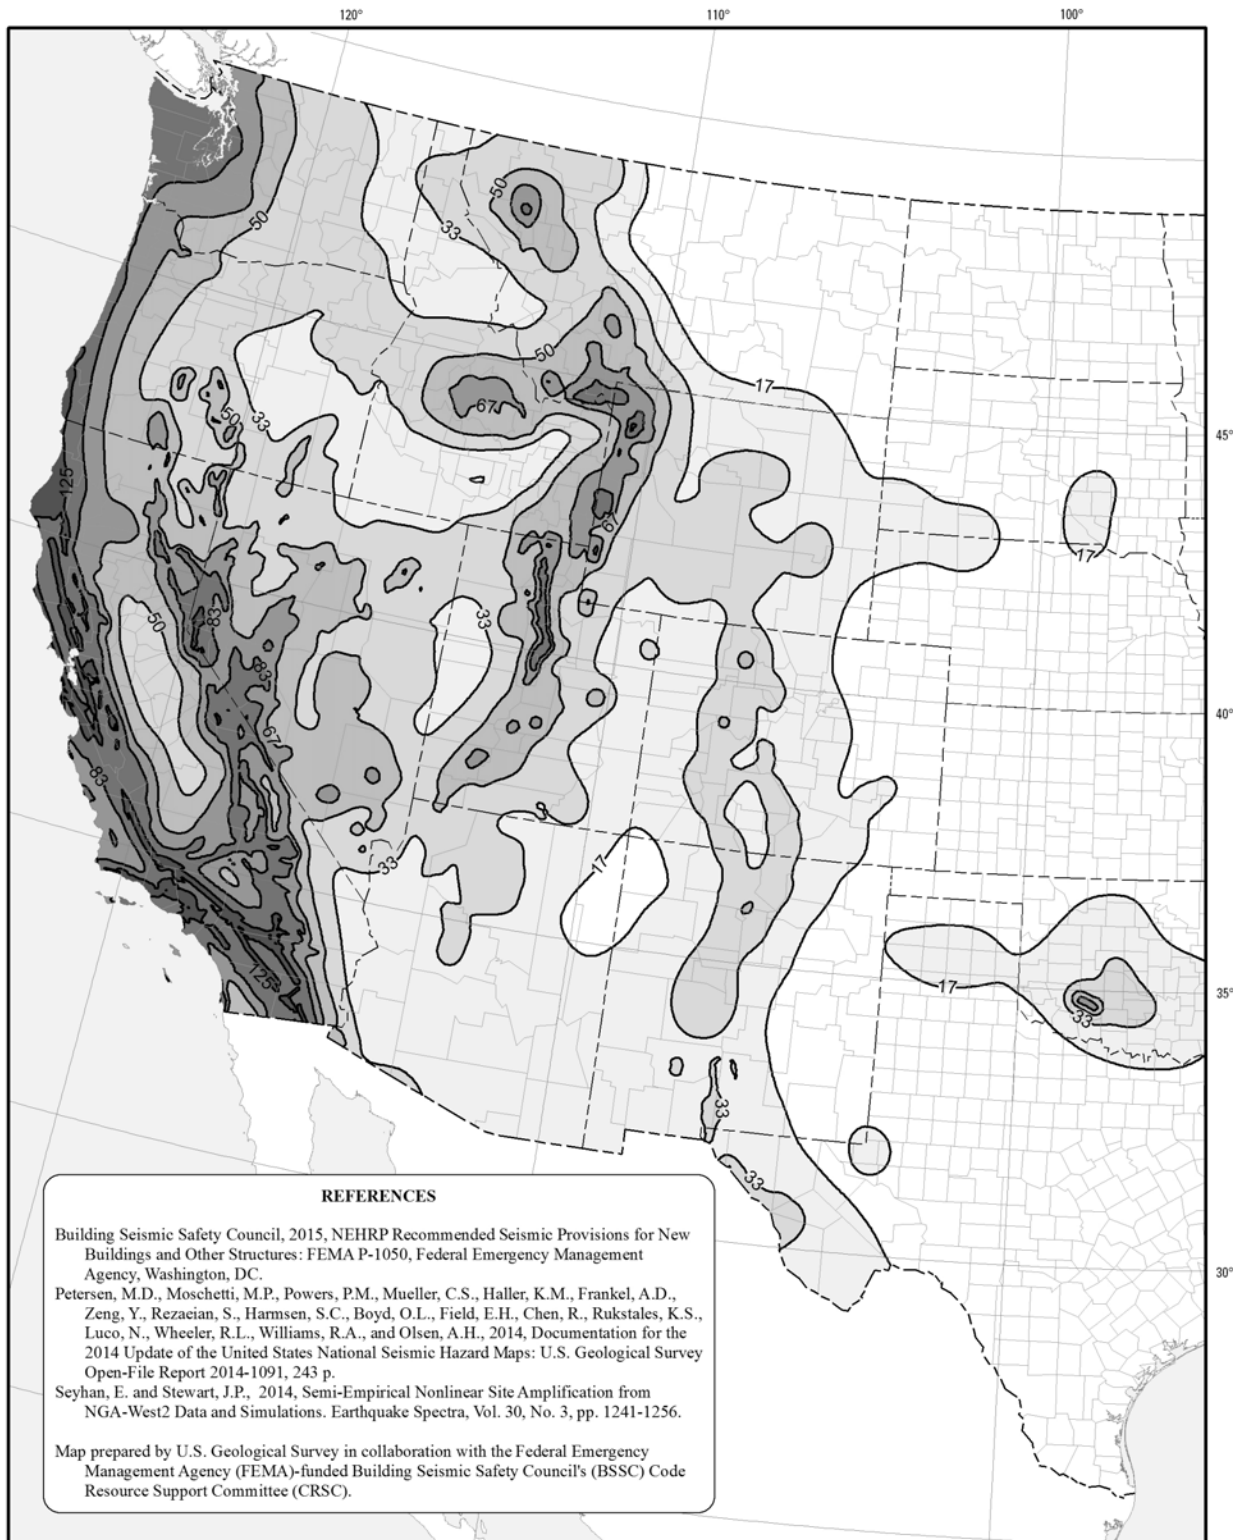 120° 110° 100°
50
50
33
50
17
67
50
33
45°
125
67
17
50
83
33
83
40°
67
83
33
17
17
35°
125
33
33
33
30°
REFERENCES
Building Seismic Safety Council, 2015, NEHRP Recommended Seismic Provisions for New
Buildings and Other Structures: FEMA P-1050, Federal Emergency Management
Agency, Washington, DC.
Petersen, M.D., Moschetti, M.P., Powers, P.M., Mueller, C.S., Haller, K.M., Frankel, A.D.,
Zeng, Y., Rezaeian, S., Harmsen, S.C., Boyd, O.L., Field, E.H., Chen, R., Rukstales, K.S.,
Luco, N., Wheeler, R.L., Williams, R.A., and Olsen, A.H., 2014, Documentation for the
2014 Update of the United States National Seismic Hazard Maps: U.S. Geological Survey
Open-File Report 2014-1091, 243 p.
Seyhan, E. and Stewart, J.P., 2014, Semi-Empirical Nonlinear Site Amplification from
NGA-West2 Data and Simulations. Earthquake Spectra, Vol. 30, No. 3, pp. 1241-1256.
Map prepared by U.S. Geological Survey in collaboration with the Federal Emergency
Management Agency (FEMA)-funded Building Seismic Safety Council's (BSSC) Code
Resource Support Committee (CRSC).